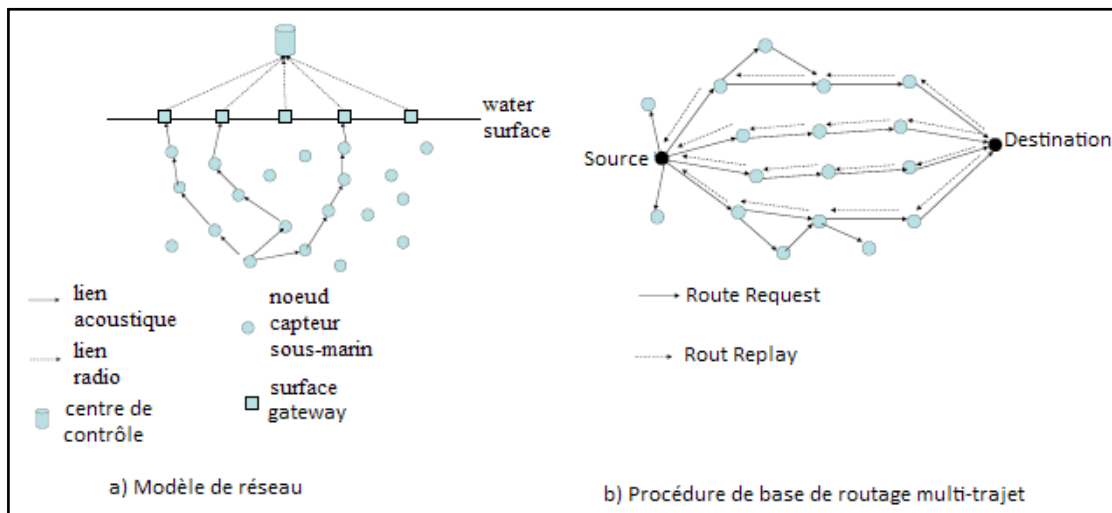 water
surface
lien
acoustique
lien
radio
centre de
contrôle
noeud
capteur
sous-marin
surface
gateway
a) Modèle de réseau
Source
Destination
Route Request
Rout Replay
b) Procédure de base de routage multi-trajet